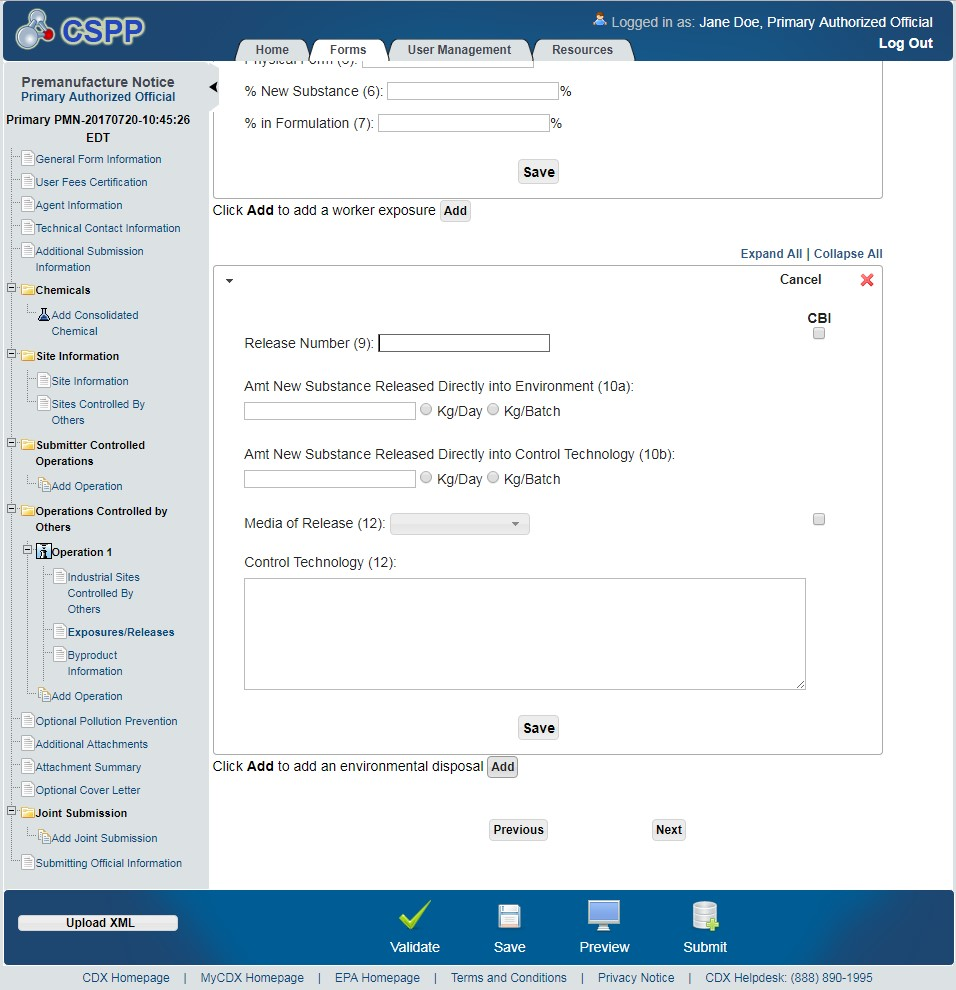 CSPP
Logged in as: Jane Doe, Primary Authorized Official
Log Out
Home
Forms
User Management
Resources
Premanufacture Notice
Primary Authorized Official
Primary PMN-20170720-10:45:26
EDT
General Form Information
User Fees Certification
Agent Information
Technical Contact Information
Additional Submission
Information
Chemicals
Add Consolidated
Chemical
Site Information
Site Information
Sites Controlled By
Others
Submitter Controlled
Operations
Add Operation
Operations Controlled by
Others
Operation 1
Industrial Sites
Controlled By
Others
Exposures/Releases
Byproduct
Information
Add Operation
Optional Pollution Prevention
Additional Attachments
Attachment Summary
Optional Cover Letter
Joint Submission
Add Joint Submission
Submitting Official Information
Physical Form (5):
% New Substance (6): %
% in Formulation (7): %
Save
Click Add to add a worker exposure Add
Expand All | Collapse All
Cancel
CBI
Release Number (9):
Amt New Substance Released Directly into Environment (10a):
Kg/Day Kg/Batch
Amt New Substance Released Directly into Control Technology (10b):
Kg/Day Kg/Batch
Media of Release (12):
Control Technology (12):
Save
Click Add to add an environmental disposal Add
Previous Next
Upload XML
Validate
Save
Preview
Submit
CDX Homepage | MyCDX Homepage | EPA Homepage | Terms and Conditions | Privacy Notice | CDX Helpdesk: (888) 890-1995